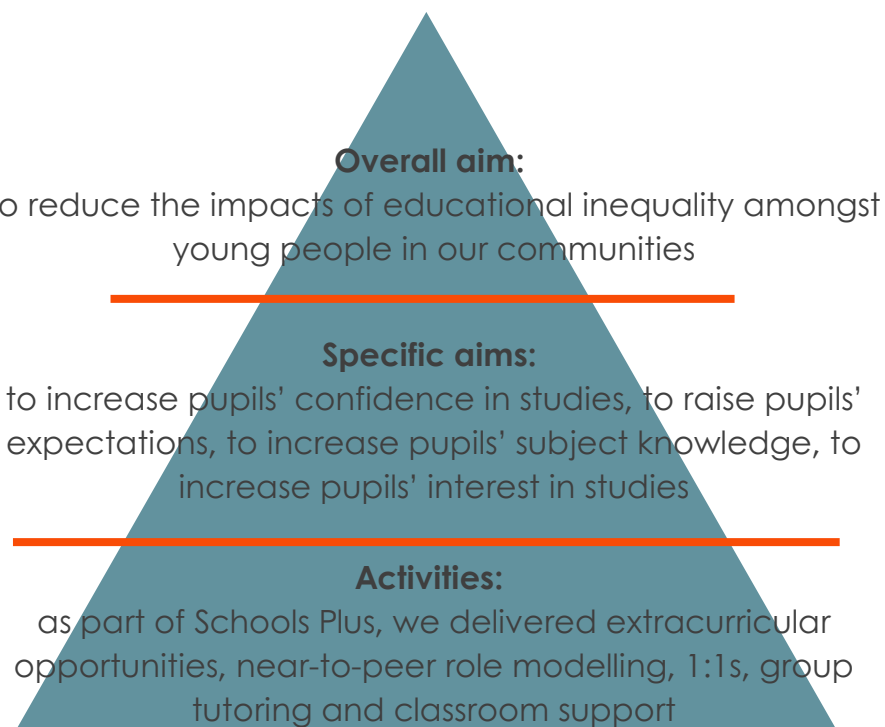 Overall aim:
o reduce the impacts of educational inequality amongst
young people in our communities
Specific aims:
to increase pupils’ confidence in studies, to raise pupils’
expectations, to increase pupils’ subject knowledge, to
increase pupils’ interest in studies
Activities:
as part of Schools Plus, we delivered extracurricular
opportunities, near-to-peer role modelling, 1:1s, group
tutoring and classroom support